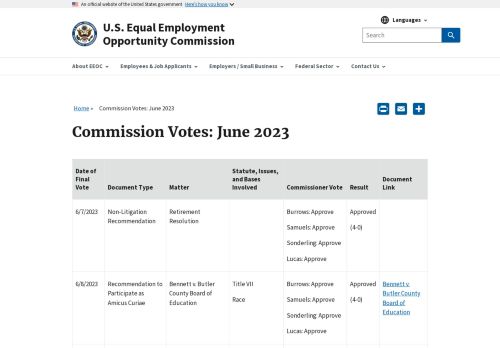 An official website of the United States government Here's how you know
Languages
U.S. Equal Employment
Opportunity Commission
Search
About EEOC
Employees & Job Applicants
Employers / Small Business
Federal Sector
Contact Us
Home » Commission Votes: June 2023
Commission Votes: June 2023
Date of Final Vote
Document Type
Matter
Statute, Issues, and Bases Involved
Commissioner Vote
Result
Document Link
6/7/2023
Non-Litigation Recommendation
Retirement Resolution
Burrows: Approve
Samuels: Approve
Sonderling: Approve
Lucas: Approve
Approved
(4-0)
6/8/2023
Recommendation to Participate as Amicus Curiae
Bennett v. Butler County Board of Education
Title VII
Race
Burrows: Approve
Samuels: Approve
Sonderling: Approve
Lucas: Approve
Approved
(4-0)
Bennett v. Butler County Board of Education